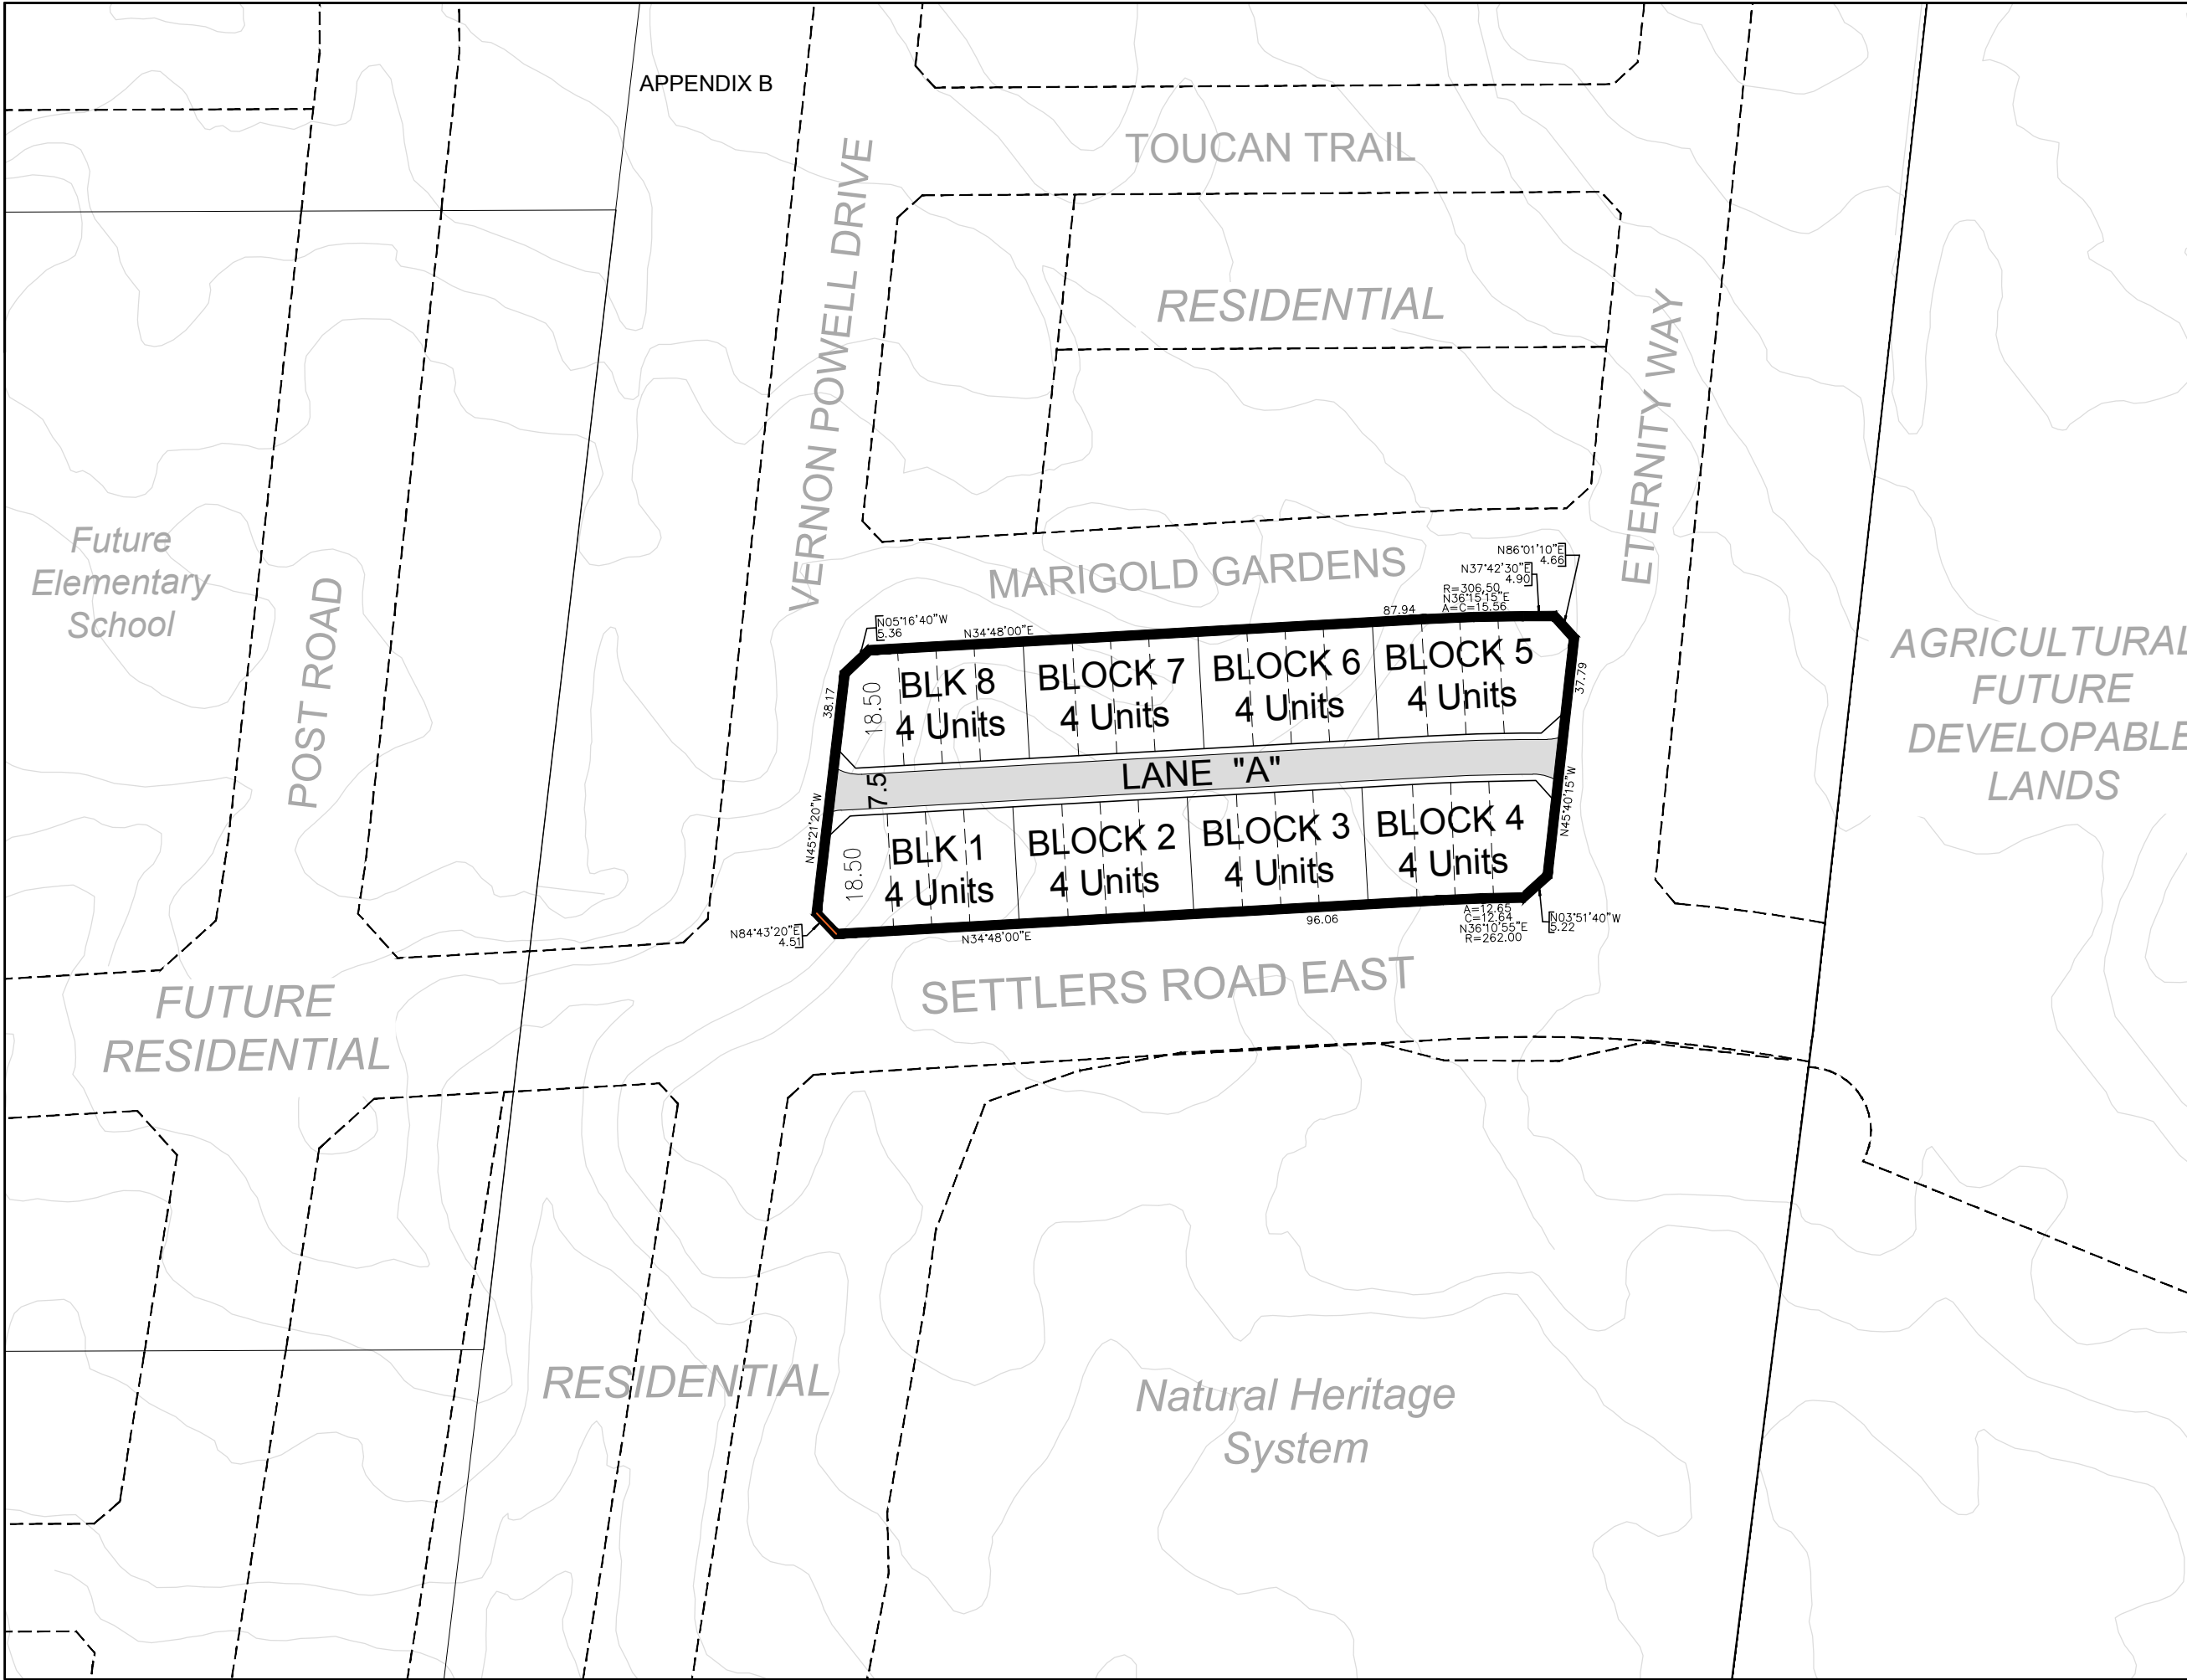 APPENDIX B
TOUCAN TRAIL
VERNON POWELL DRIVE
RESIDENTIAL
ETERNITY WAY
Future
Elementary
School
POST ROAD
MARIGOLD GARDENS
N86°01'10"E
4.66
N37°42'30"E
4.90
R=306.50
N36°15'15"E
A=C=15.56
87.94
N05°16'40"W
5.36
N34°48'00"E
38.17
18.50
BLK 8
4 Units
BLOCK 7
4 Units
BLOCK 6
4 Units
BLOCK 5
4 Units
37.79
AGRICULTURAL
FUTURE
DEVELOPABLE
LANDS
7.5
LANE "A"
N45°21'20"W
N45°40'15"W
18.50
BLK 1
4 Units
BLOCK 2
4 Units
BLOCK 3
4 Units
BLOCK 4
4 Units
N84°43'20"E
4.51
N34°48'00"E
96.06
A=12.65
C=12.64
N36°10'55"E
R=262.00
N03°51'40"W
5.22
SETTLERS ROAD EAST
FUTURE
RESIDENTIAL
RESIDENTIAL
Natural Heritage
System